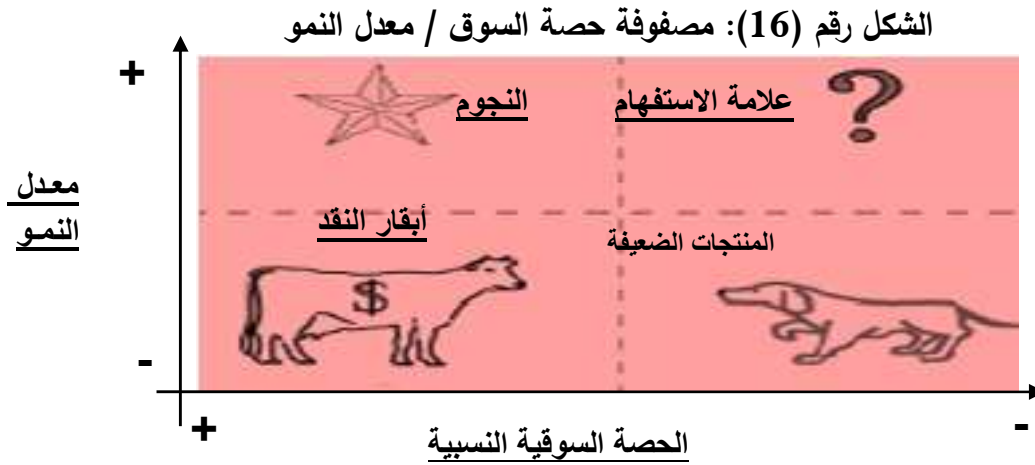 الشكل رقم (16): مصفوفة حصة السوق / معدل النمو
+
علامة الاستفهام
?
النجوم
معدل
النمو
أبقار النقد
المنتجات الضعيفة
$
-
+
-
الحصة السوقية النسبية